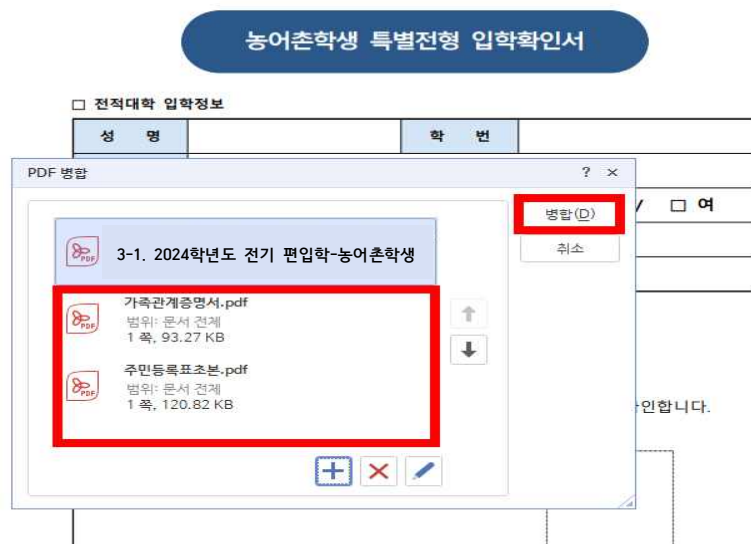 농어촌학생 특별전형 입학확인서
□ 전적대학 입학정보
성 명
학 번
PDF 병합
? ×
/ □ 여
병합(D)
취소
3-1. 2024학년도 전기 편입학-농어촌학생
가족관계증명서.pdf
범위: 문서 전체
1 쪽, 93.27 KB
주민등록표초본.pdf
범위: 문서 전체
1 쪽, 120.82 KB
인합니다.